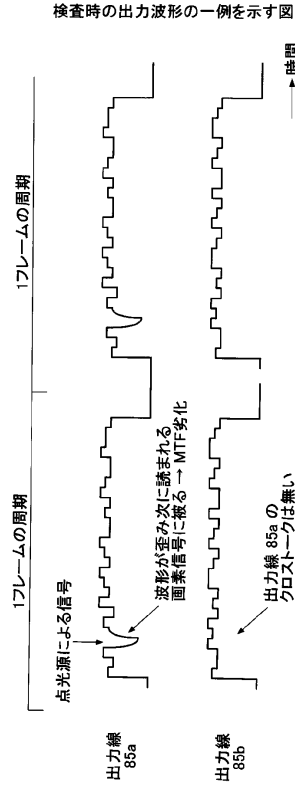 検査時の出力波形の一例を示す図
1フレームの周期
1フレームの周期
点光源による信号
波形が歪み次に読まれる
画素信号に被る → MTF劣化
出力線
85a
出力線 85a の
クロストークは無い
出力線
85b
時間